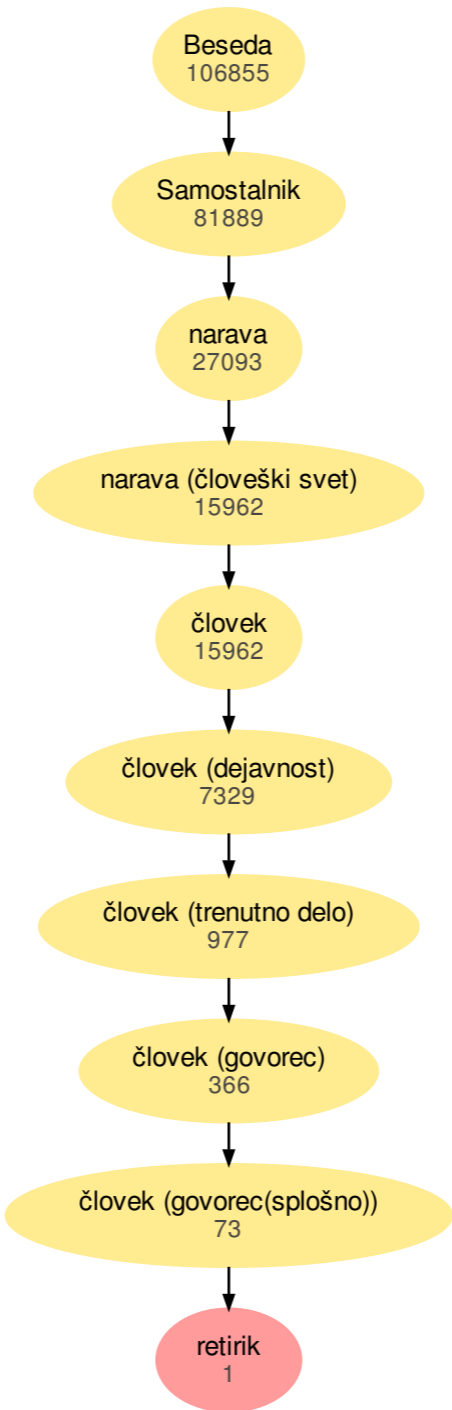 Beseda
106855
Samostalnik
81889
narava
27093
narava (človeški svet)
15962
človek
15962
človek (dejavnost)
7329
človek (trenutno delo)
977
človek (govorec)
366
človek (govorec(splošno))
73
retirik
1